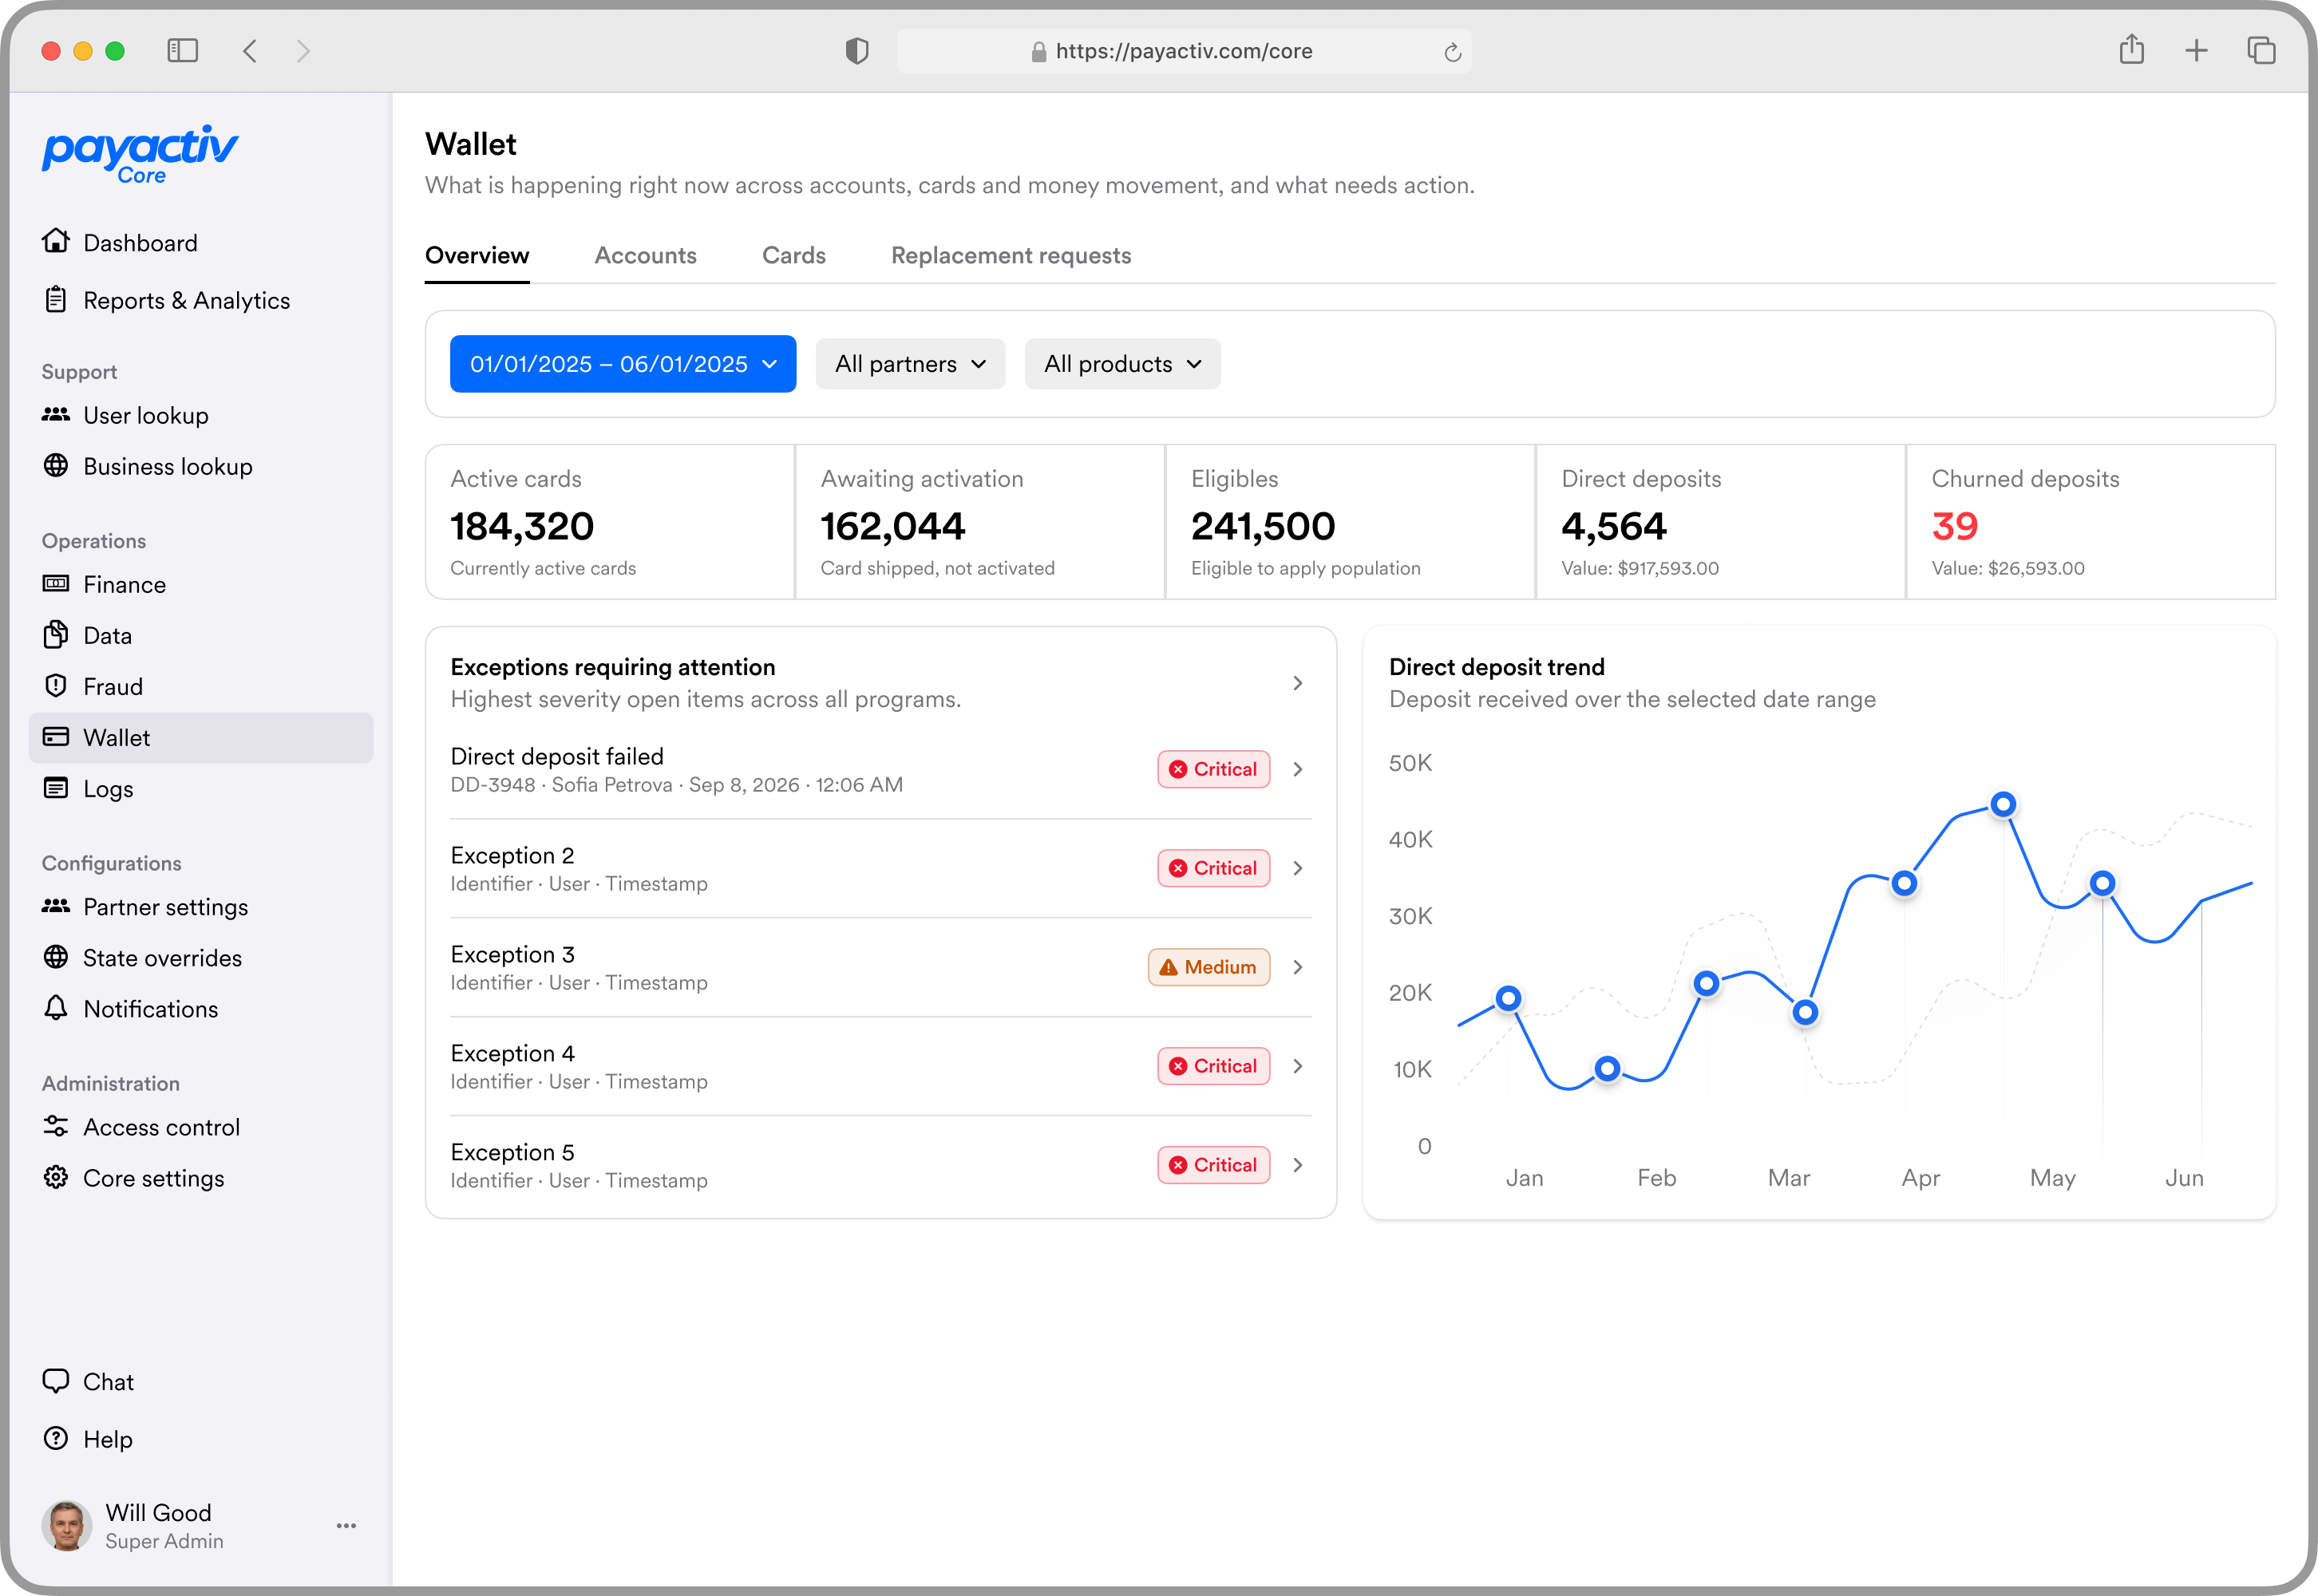 https://payactiv.com/core
payactiv
Core
Dashboard
Reports & Analytics
Support
User lookup
Business lookup
Operations
Finance
Data
Fraud
Wallet
Logs
Configurations
Partner settings
State overrides
Notifications
Administration
Access control
Core settings
Chat
Help
Will Good
Super Admin
Wallet
What is happening right now across accounts, cards and money movement, and what needs action.
Overview
Accounts
Cards
Replacement requests
01/01/2025 – 06/01/2025
All partners
All products
Active cards
184,320
Currently active cards
Awaiting activation
162,044
Card shipped, not activated
Eligibles
241,500
Eligible to apply population
Direct deposits
4,564
Value: $917,593.00
Churned deposits
39
Value: $26,593.00
Exceptions requiring attention
Highest severity open items across all programs.
Direct deposit failed
DD-3948 · Sofia Petrova · Sep 8, 2026 · 12:06 AM
Critical
Exception 2
Identifier · User · Timestamp
Critical
Exception 3
Identifier · User · Timestamp
Medium
Exception 4
Identifier · User · Timestamp
Critical
Exception 5
Identifier · User · Timestamp
Critical
Direct deposit trend
Deposit received over the selected date range
50K
40K
30K
20K
10K
0
Jan
Feb
Mar
Apr
May
Jun